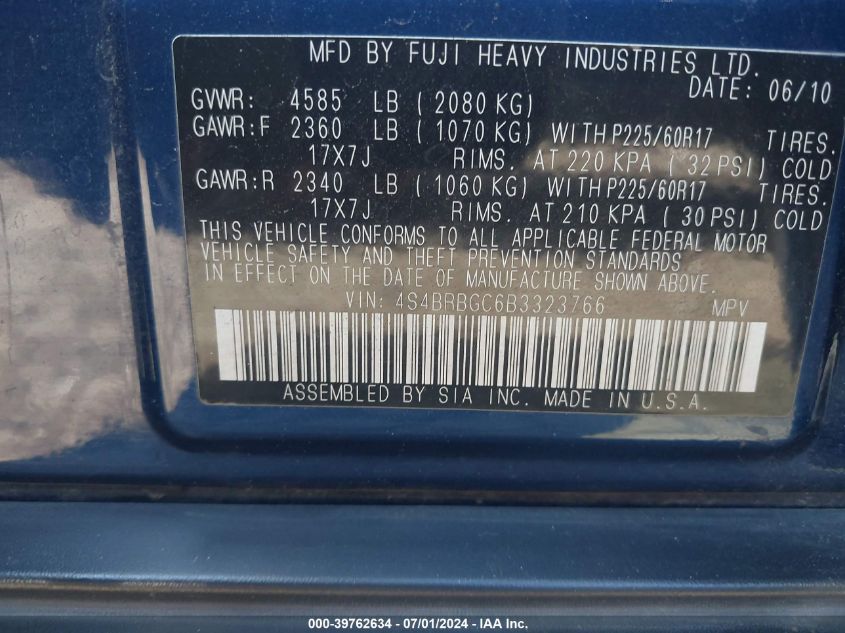 MFD BY FUJI HEAVY INDUSTRIES LTD.
DATE: 06/10
GVWR: 4585 LB ( 2080 KG)
GAWR:F 2360 LB ( 1070 KG) WITH P225/60R17 TIRES.
17X7J RIMS. AT 220 KPA ( 32 PSI) COLD
GAWR:R 2340 LB ( 1060 KG) WITH P225/60R17 TIRES.
17X7J RIMS. AT 210 KPA ( 30 PSI) COLD
THIS VEHICLE CONFORMS TO ALL APPLICABLE FEDERAL MOTOR
VEHICLE SAFETY AND THEFT PREVENTION STANDARDS
IN EFFECT ON THE DATE OF MANUFACTURE SHOWN ABOVE.
VIN: 4S4BRBGC6B3323766 MPV
ASSEMBLED BY SIA INC. MADE IN U.S.A.
000-39762634 - 07/01/2024 - IAA Inc.